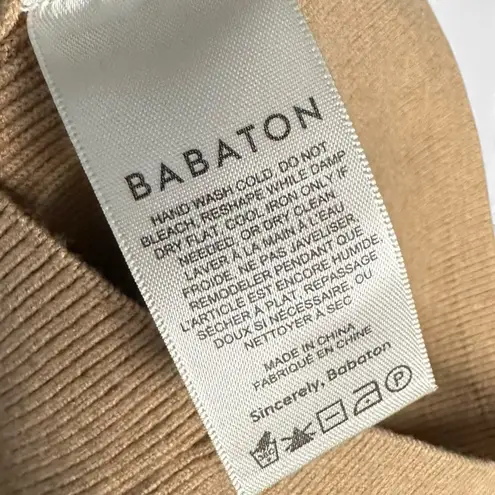 BABATON
HAND WASH COLD, DO NOT
BLEACH, RESHAPE WHILE DAMP
DRY FLAT, COOL IRON ONLY IF
NEEDED, OR DRY CLEAN
LAVER À LA MAIN À L'EAU
FROIDE, NE PAS JAVELISER,
REMODELER PENDANT QUE
L'ARTICLE EST ENCORE HUMIDE,
SÉCHER À PLAT, REPASSAGE
DOUX SI NÉCESSAIRE, OU
NETTOYER À SEC
MADE IN CHINA
FABRIQUÉ EN CHINE
Sincerely, Babaton
P